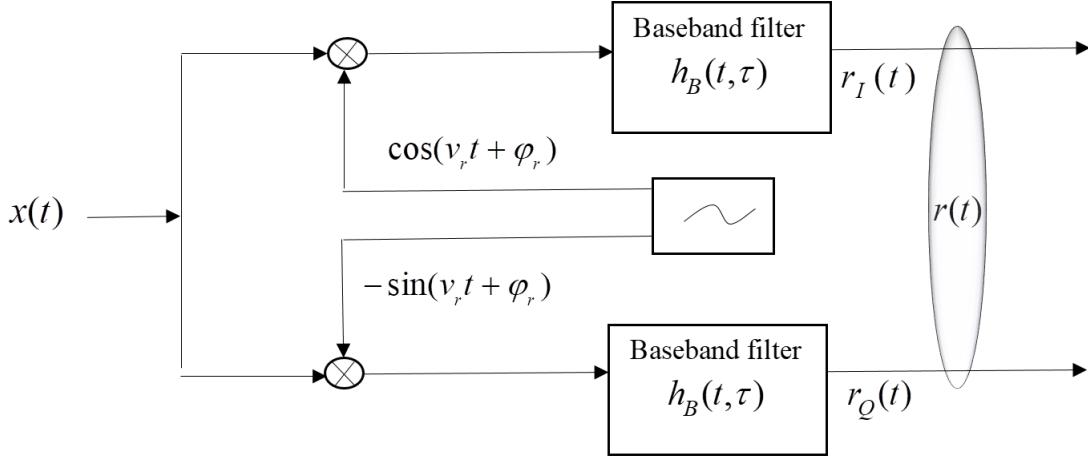 Baseband filter
h_B(t,τ)
r_I(t)
cos(v_r t + φ_r)
x(t)
r(t)
−sin(v_r t + φ_r)
Baseband filter
h_B(t,τ)
r_Q(t)